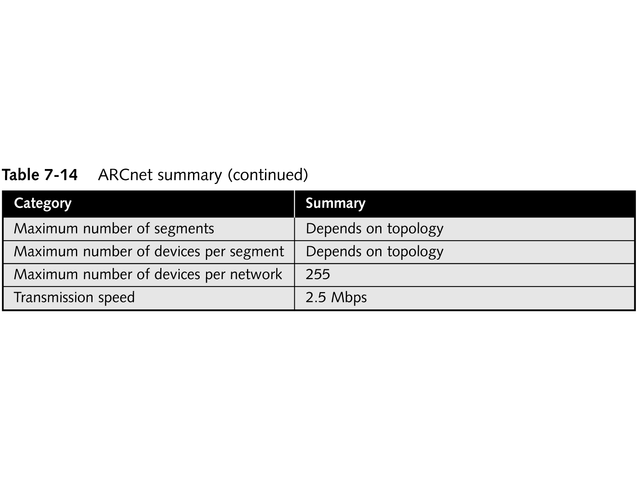 Table 7-14 ARCnet summary (continued)
Category Summary
Maximum number of segments Depends on topology
Maximum number of devices per segment Depends on topology
Maximum number of devices per network 255
Transmission speed 2.5 Mbps